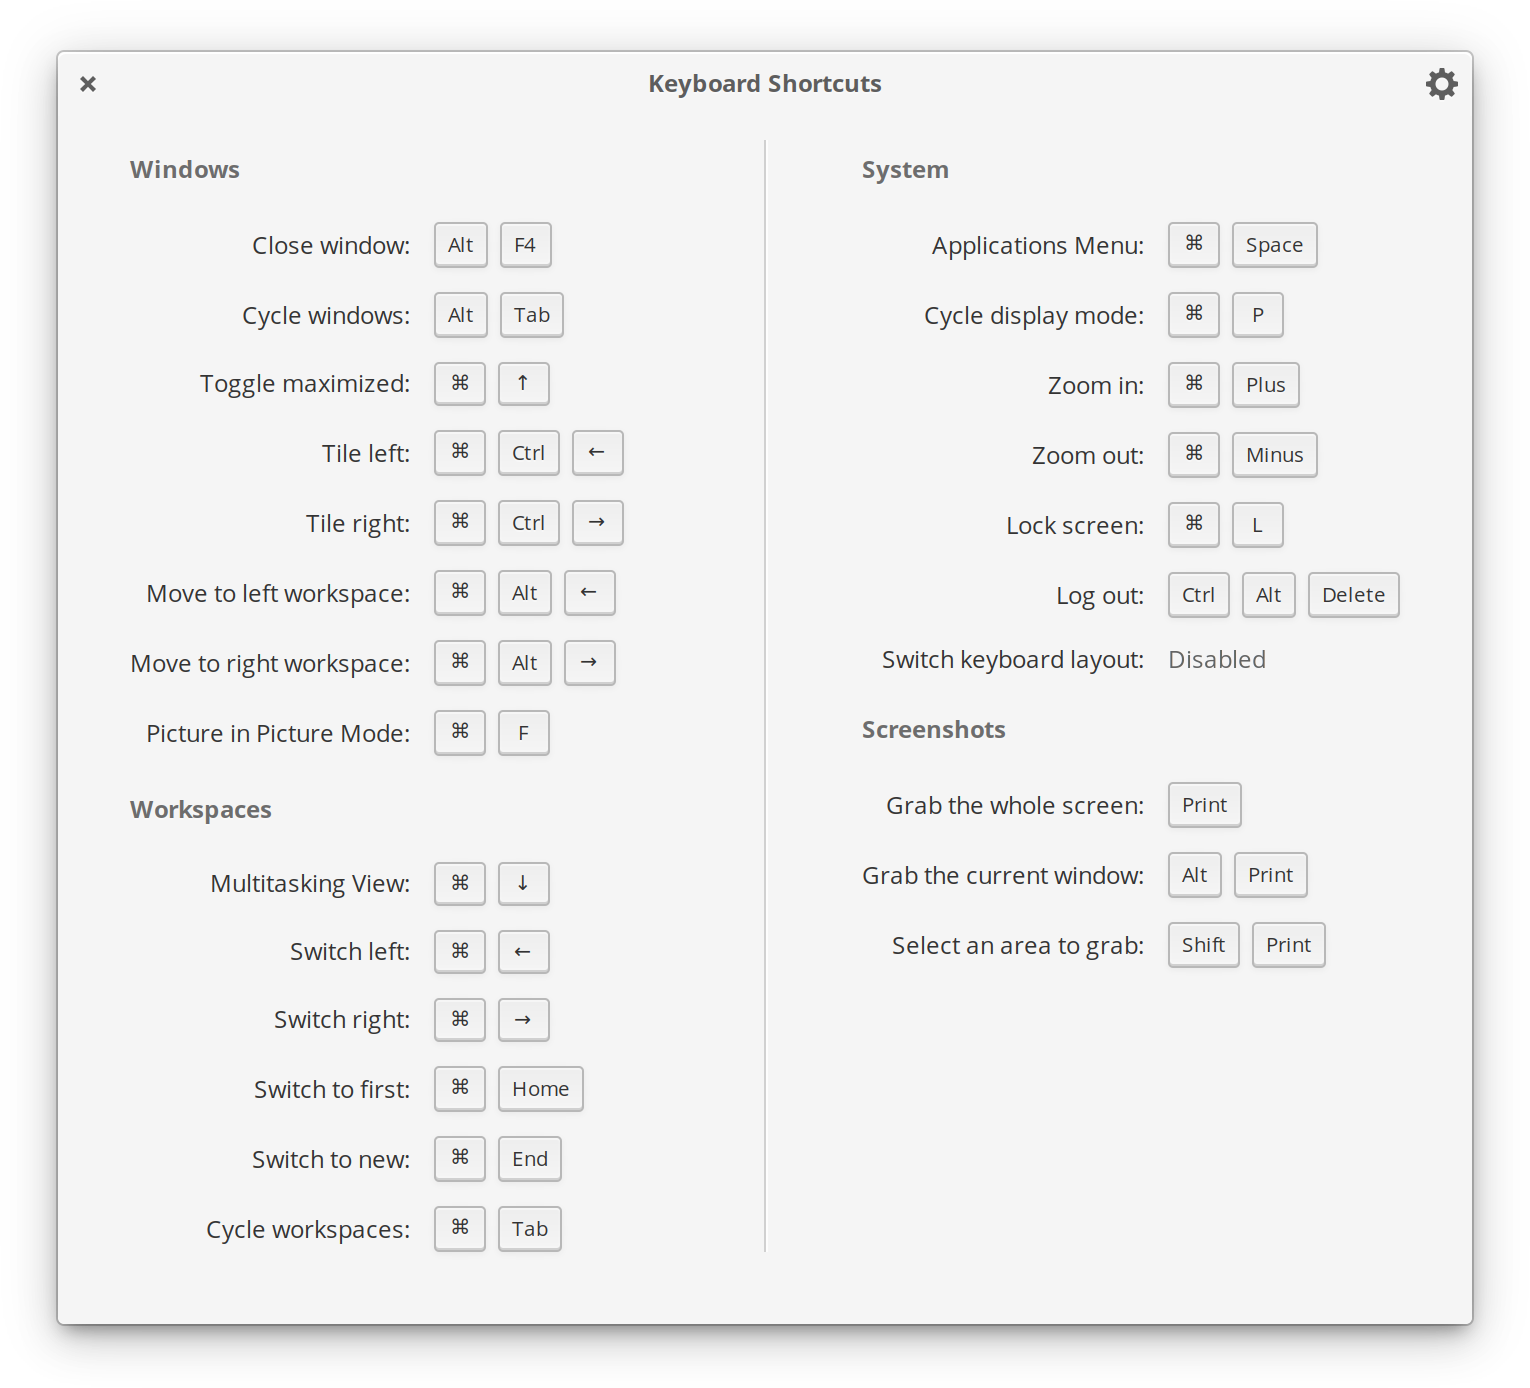 Keyboard Shortcuts
Windows
Close window: Alt F4
Cycle windows: Alt Tab
Toggle maximized: ⌘ ↑
Tile left: ⌘ Ctrl ←
Tile right: ⌘ Ctrl →
Move to left workspace: ⌘ Alt ←
Move to right workspace: ⌘ Alt →
Picture in Picture Mode: ⌘ F
Workspaces
Multitasking View: ⌘ ↓
Switch left: ⌘ ←
Switch right: ⌘ →
Switch to first: ⌘ Home
Switch to new: ⌘ End
Cycle workspaces: ⌘ Tab
System
Applications Menu: ⌘ Space
Cycle display mode: ⌘ P
Zoom in: ⌘ Plus
Zoom out: ⌘ Minus
Lock screen: ⌘ L
Log out: Ctrl Alt Delete
Switch keyboard layout: Disabled
Screenshots
Grab the whole screen: Print
Grab the current window: Alt Print
Select an area to grab: Shift Print